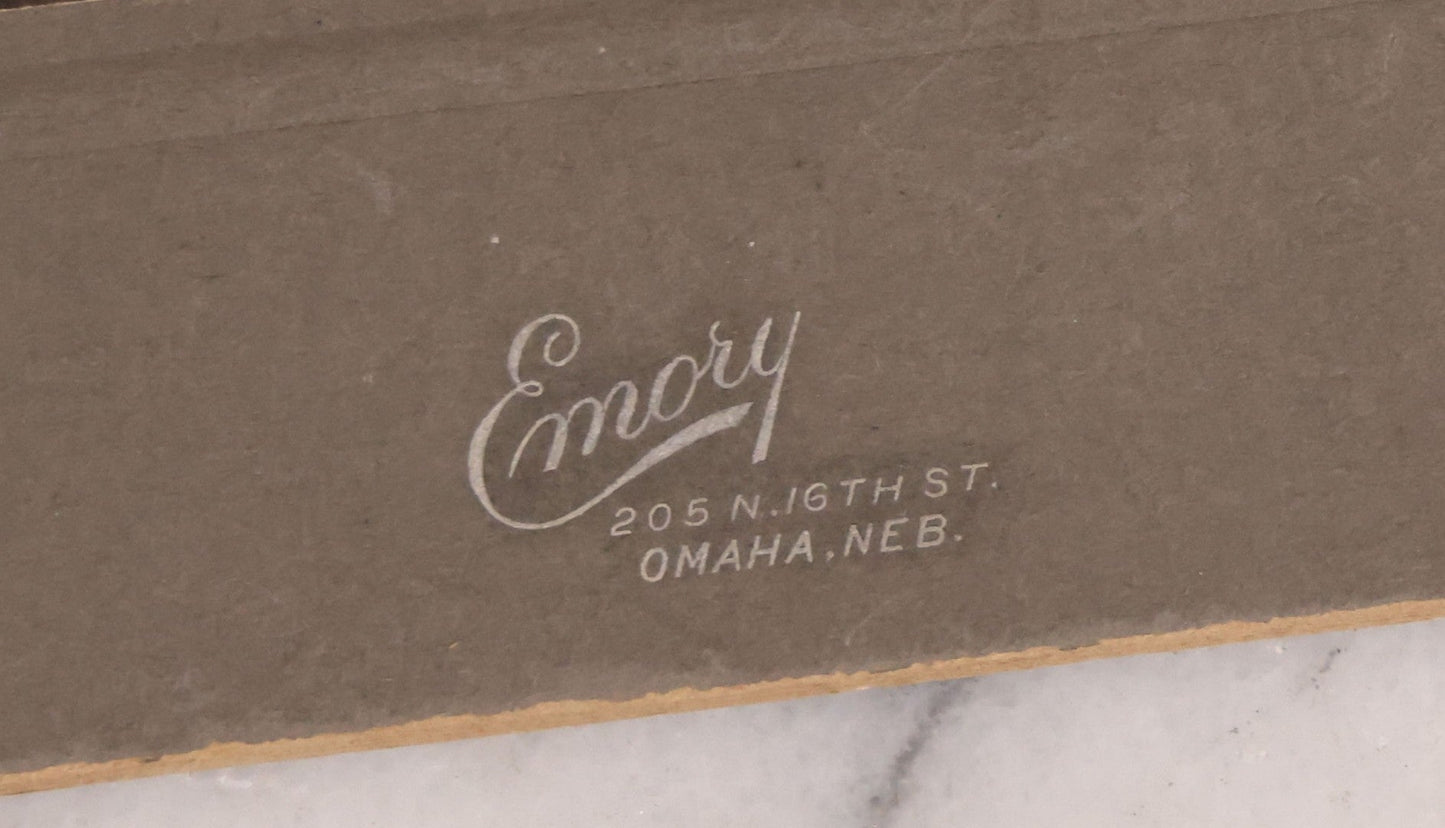 Emory
205 N. 16TH ST.
OMAHA, NEB.